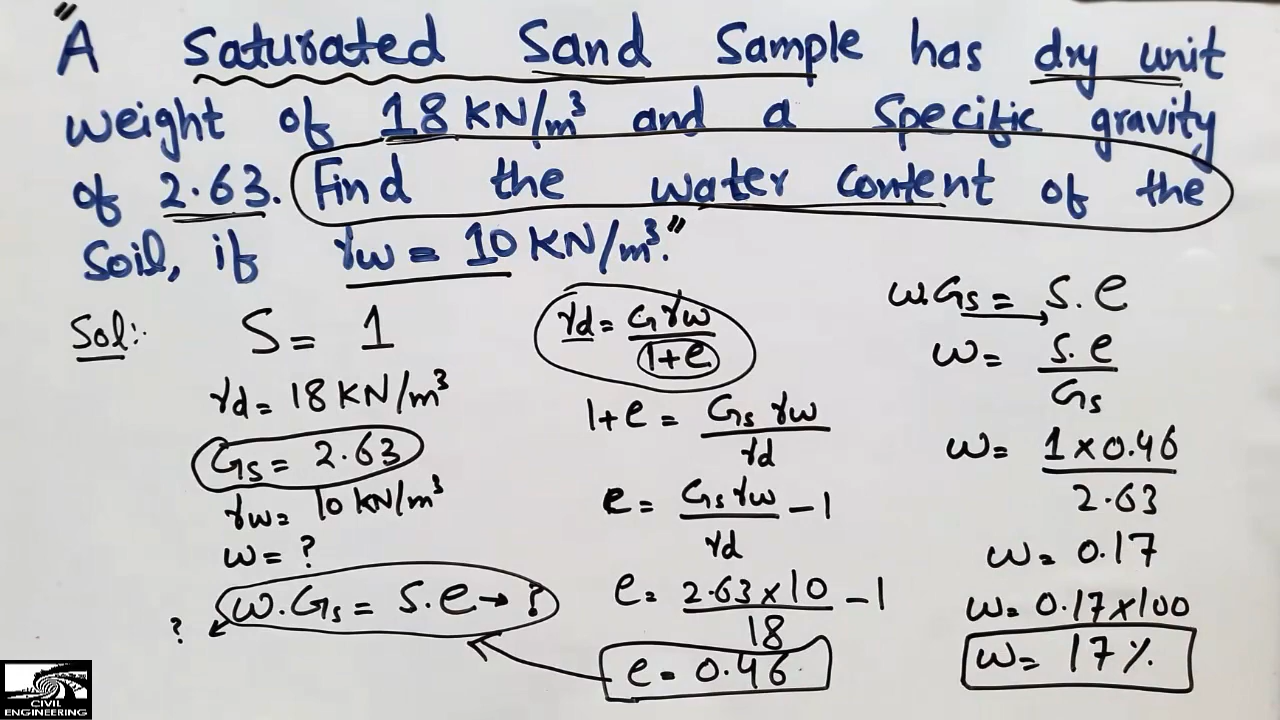 "A saturated sand sample has dry unit
weight of 18 KN/m³ and a specific gravity
of 2.63. Find the water content of the
soil, if γw = 10 KN/m³."
Sol:-
S = 1
γd = 18 KN/m³
Gs = 2.63
γw = 10 KN/m³
w = ?
w.Gs = S.e → ?
?
γd = Gγw
1+e
1+e = Gs γw
γd
e = Gs γw - 1
γd
e = 2.63 × 10 - 1
18
e = 0.46
w.Gs = S.e
w = S.e
Gs
w = 1 × 0.46
2.63
w = 0.17
w = 0.17 × 100
w = 17 %.
CIVIL
ENGINEERING